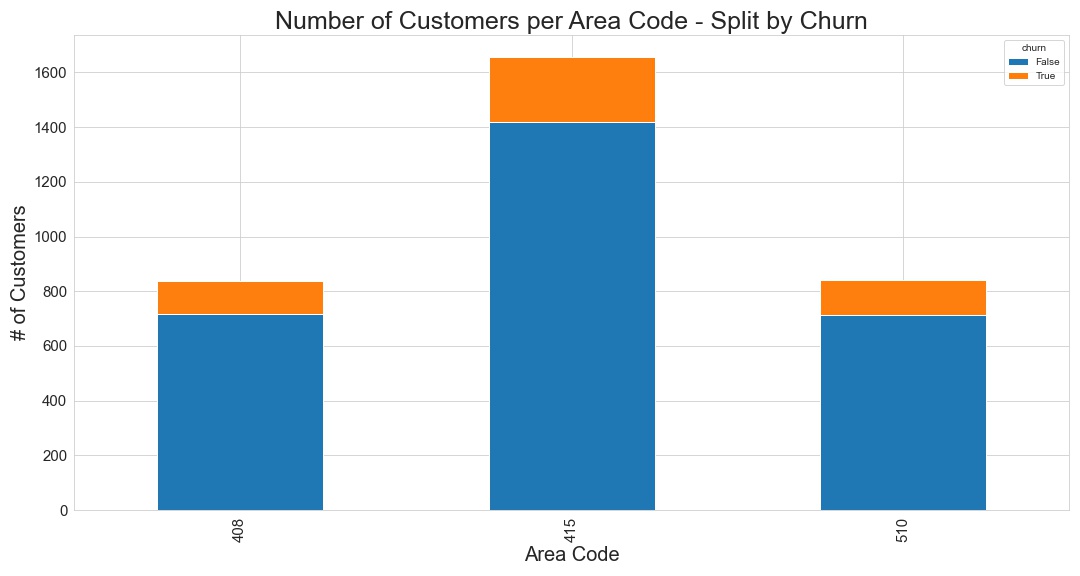 Number of Customers per Area Code - Split by Churn
churn
False
True
# of Customers
1600
1400
1200
1000
800
600
400
200
0
408
415
510
Area Code